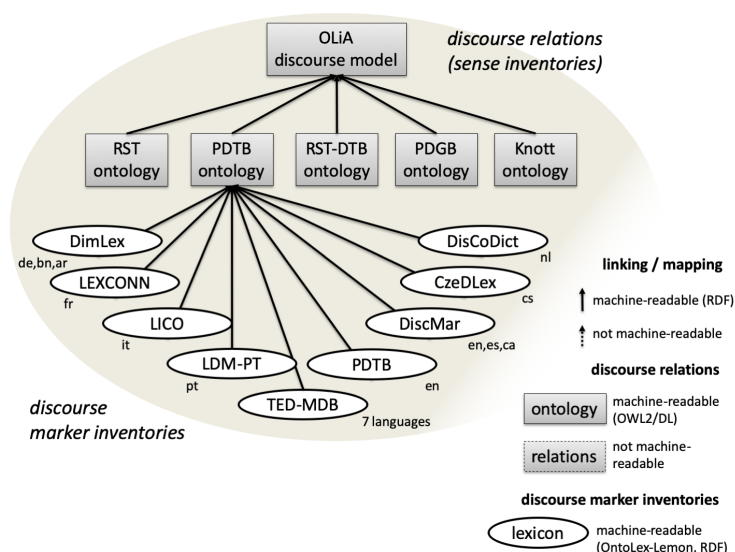 OLiA
discourse model
discourse relations
(sense inventories)
RST
ontology
PDTB
ontology
RST-DTB
ontology
PDGB
ontology
Knott
ontology
DimLex
de,bn,ar
LEXCONN
fr
LICO
it
LDM-PT
pt
TED-MDB
7 languages
PDTB
en
DiscMar
en,es,ca
CzeDLex
cs
DisCoDict
nl
discourse
marker inventories
linking / mapping
machine-readable (RDF)
not machine-readable
discourse relations
ontology
machine-readable
(OWL2/DL)
relations
not machine-
readable
discourse marker inventories
lexicon
machine-readable
(OntoLex-Lemon, RDF)